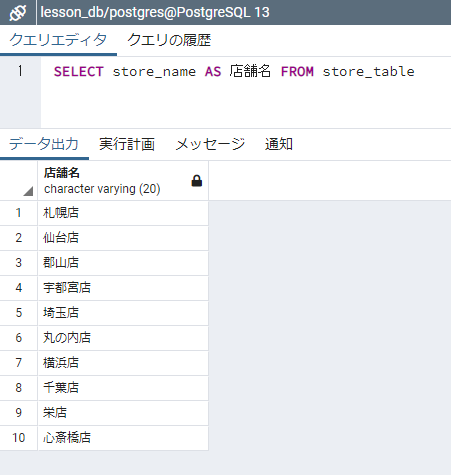 lesson_db/postgres@PostgreSQL 13
クエリエディタ クエリの履歴
1 SELECT store_name AS 店舗名 FROM store_table
データ出力 実行計画 メッセージ 通知
店舗名
character varying (20)
1 札幌店
2 仙台店
3 郡山店
4 宇都宮店
5 埼玉店
6 丸の内店
7 横浜店
8 千葉店
9 栄店
10 心斎橋店